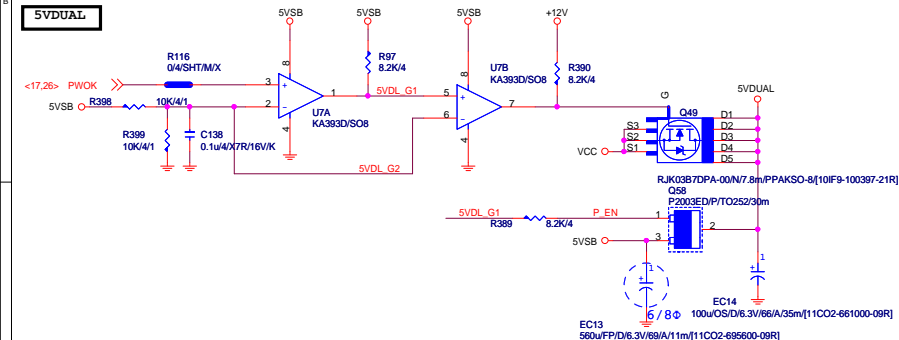 B
5VDUAL
5VSB
5VSB
5VSB
+12V
R116
0/4/SHT/M/X
R97
8.2K/4
U7B
KA393D/SO8
R390
8.2K/4
<17,26> PWOK
8
3
+
2
-
1
4
U7A
KA393D/SO8
5VDL_G1
8
5
+
6
-
7
4
5VSB
R398
10K/4/1
R399
10K/4/1
C138
0.1u/4/X7R/16V/K
5VDL_G2
G
Q49
5VDUAL
S3
S2
S1
D1
D2
D3
D4
D5
VCC
RJK03B7DPA-00/N/7.8m/PPAKSO-8/[10IF9-100397-21R]
Q58
P2003ED/P/TO252/30m
5VDL_G1
R389
8.2K/4
P_EN
1
2
3
5VSB
1
+
6/8Φ
1
+
EC14
100u/OS/D/6.3V/66/A/35m/[11CO2-661000-09R]
EC13
560u/FP/D/6.3V/69/A/11m/[11CO2-695600-09R]